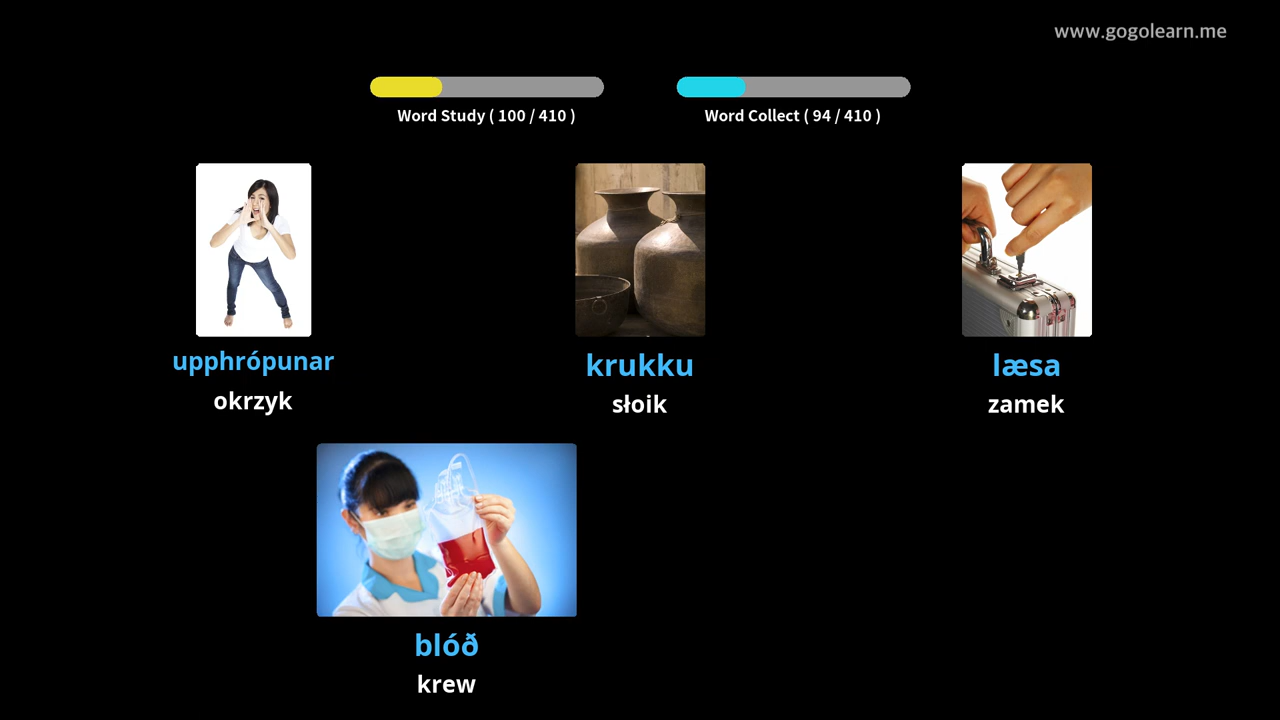 www.gogolearn.me
Word Study ( 100 / 410 )
Word Collect ( 94 / 410 )
upphrópunar
okrzyk
krukku
słoik
læsa
zamek
blóð
krew